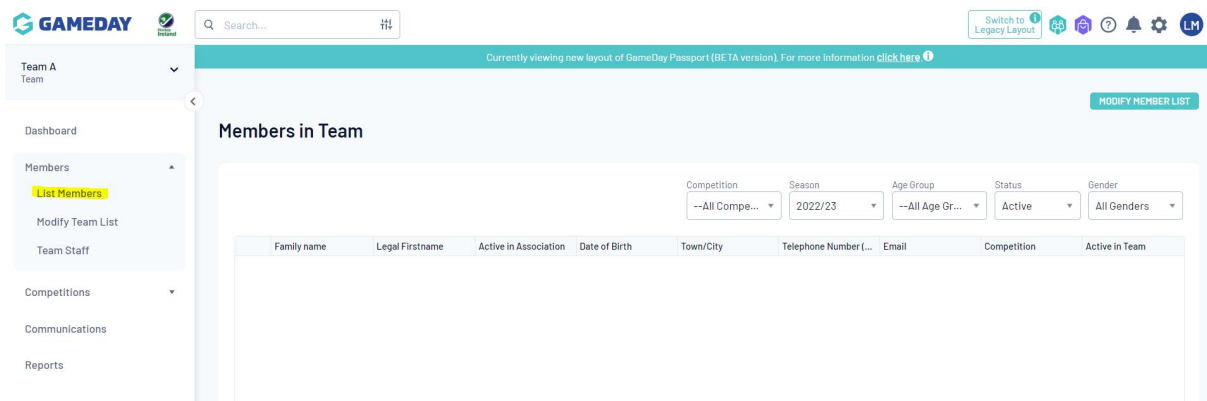 GAMEDAY
Hockey Ireland
Search...
Switch to
Legacy Layout
LM
Currently viewing new layout of GameDay Passport (BETA version). For more information click here.
Team A
Team
MODIFY MEMBER LIST
Dashboard
Members in Team
Members
List Members
Modify Team List
Team Staff
Competitions
Communications
Reports
Competition Season Age Group Status Gender
--All Compe... 2022/23 --All Age Gr... Active All Genders
Family name Legal Firstname Active in Association Date of Birth Town/City Telephone Number (... Email Competition Active in Team